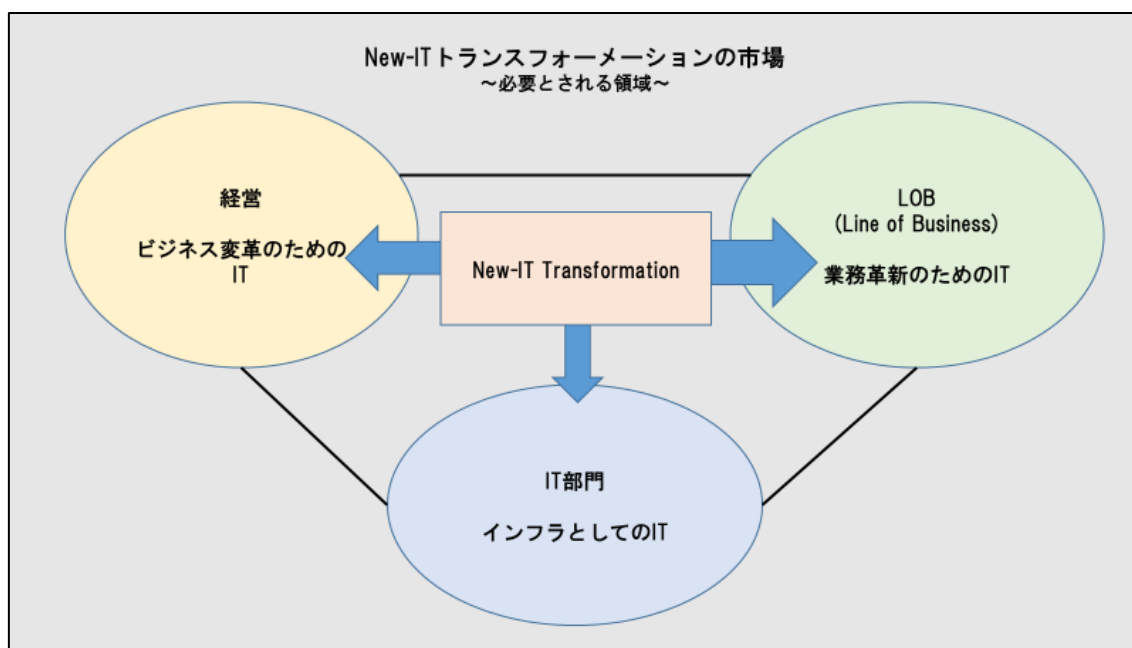 New-ITトランスフォーメーションの市場
～必要とされる領域～
経営
ビジネス変革のための
IT
New-IT Transformation
LOB
(Line of Business)
業務革新のためのIT
IT部門
インフラとしてのIT